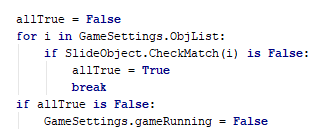 allTrue = False
for i in GameSettings.ObjList:
    if SlideObject.CheckMatch(i) is False:
        allTrue = True
        break
if allTrue is False:
    GameSettings.gameRunning = False